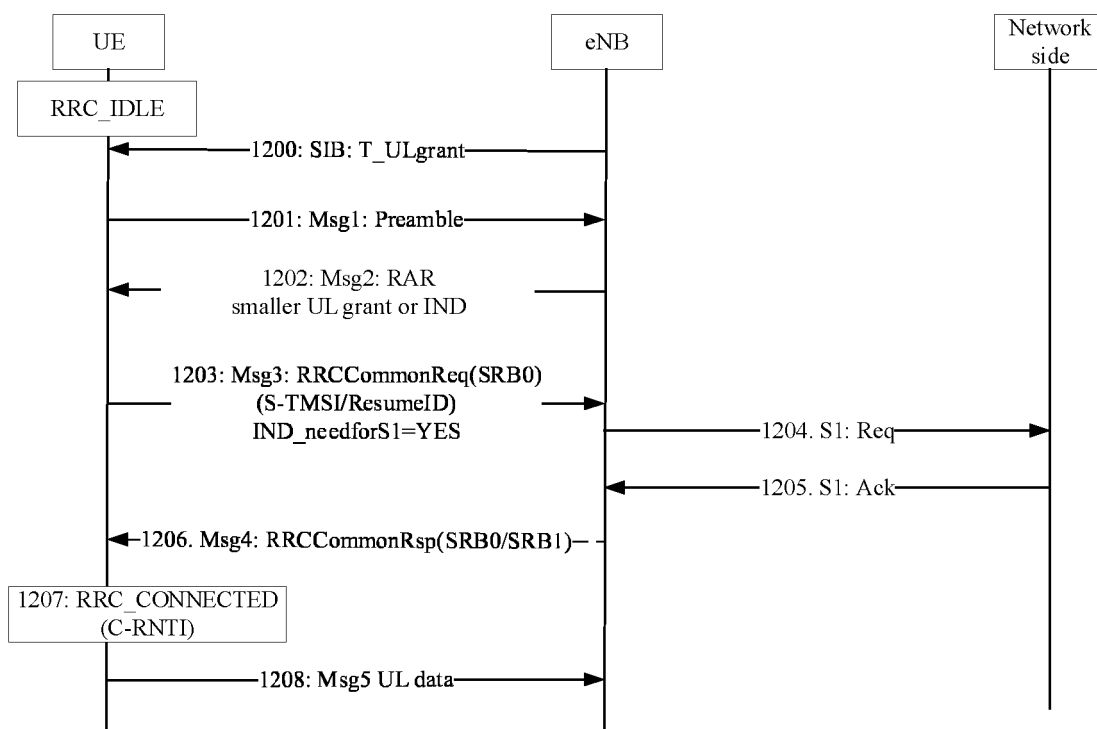 UE
eNB
Network
side
RRC_IDLE
1200: SIB: T_ULgrant
1201: Msg1: Preamble
1202: Msg2: RAR
smaller UL grant or IND
1203: Msg3: RRCCommonReq(SRB0)
(S-TMSI/ResumeID)
IND_needforS1=YES
1204. S1: Req
1205. S1: Ack
1206. Msg4: RRCCommonRsp(SRB0/SRB1)
1207: RRC_CONNECTED
(C-RNTI)
1208: Msg5 UL data